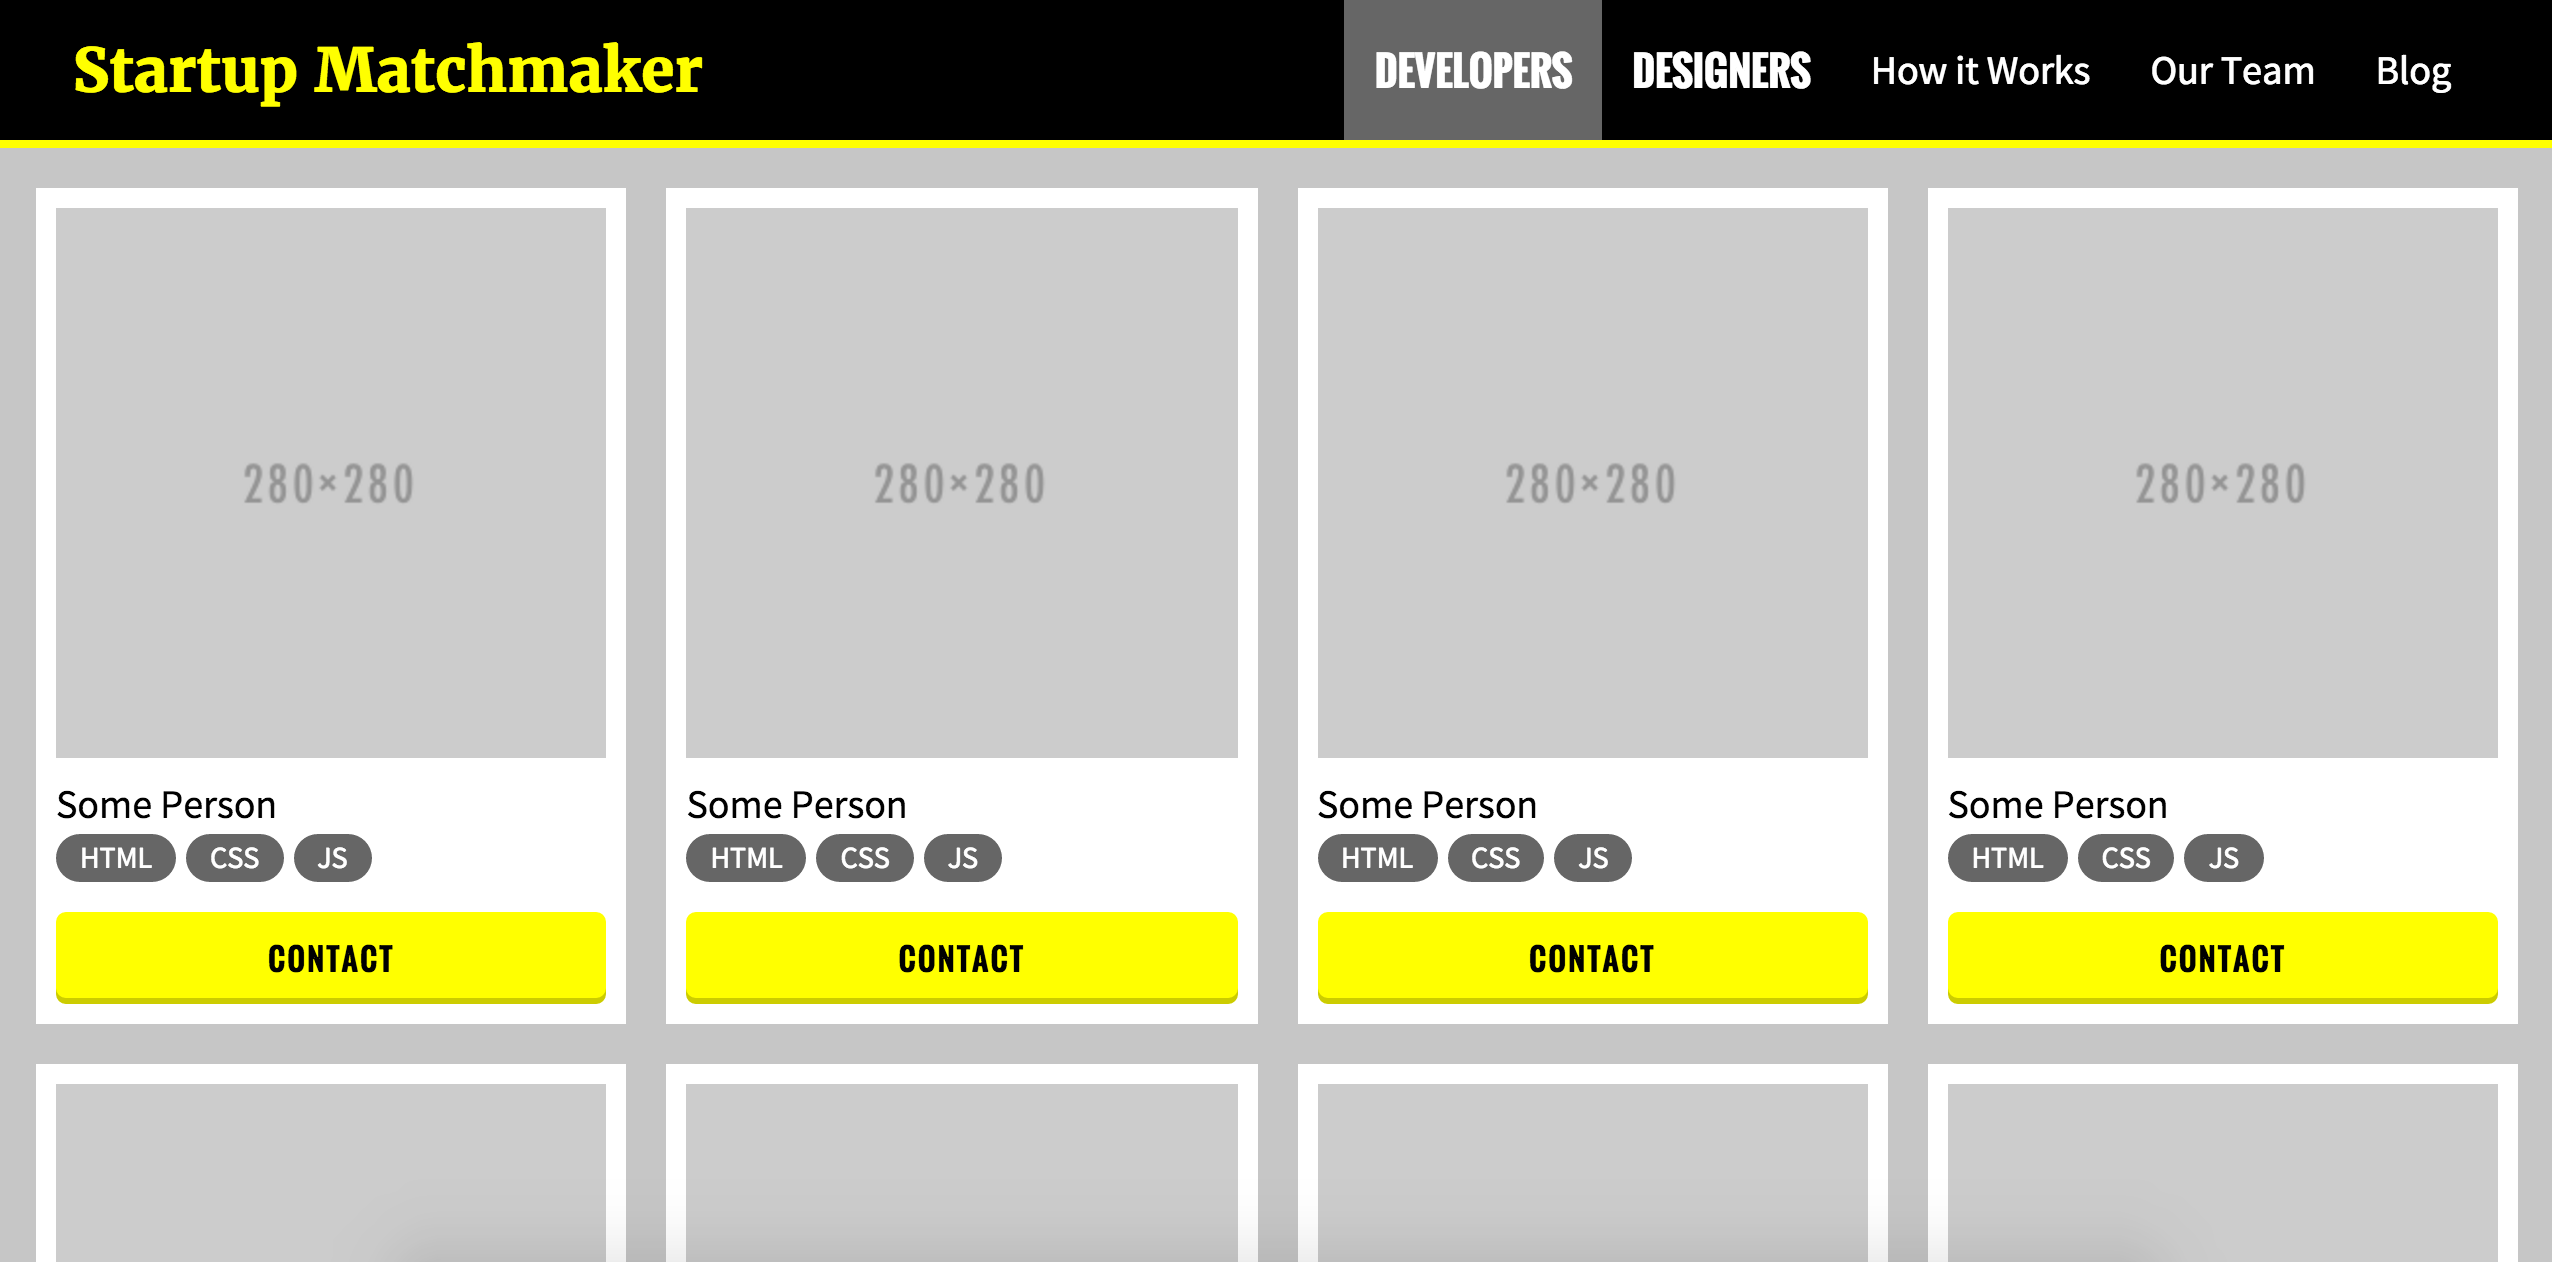 Startup Matchmaker
DEVELOPERS DESIGNERS How it Works Our Team Blog
280×280 280×280 280×280 280×280
Some Person Some Person Some Person Some Person
HTML CSS JS HTML CSS JS HTML CSS JS HTML CSS JS
CONTACT CONTACT CONTACT CONTACT